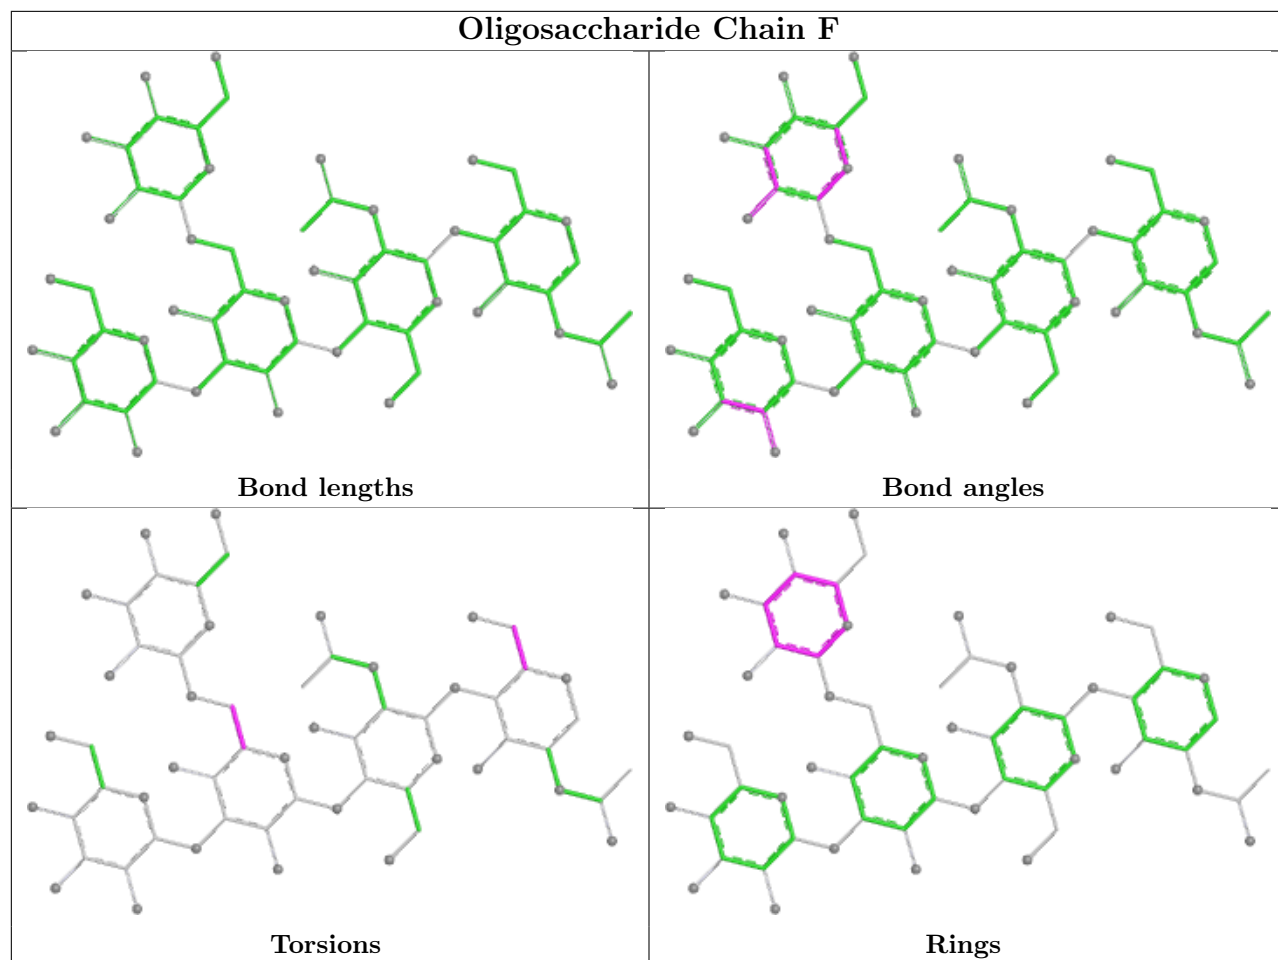 Oligosaccharide Chain F
Bond lengths
Bond angles
Torsions
Rings